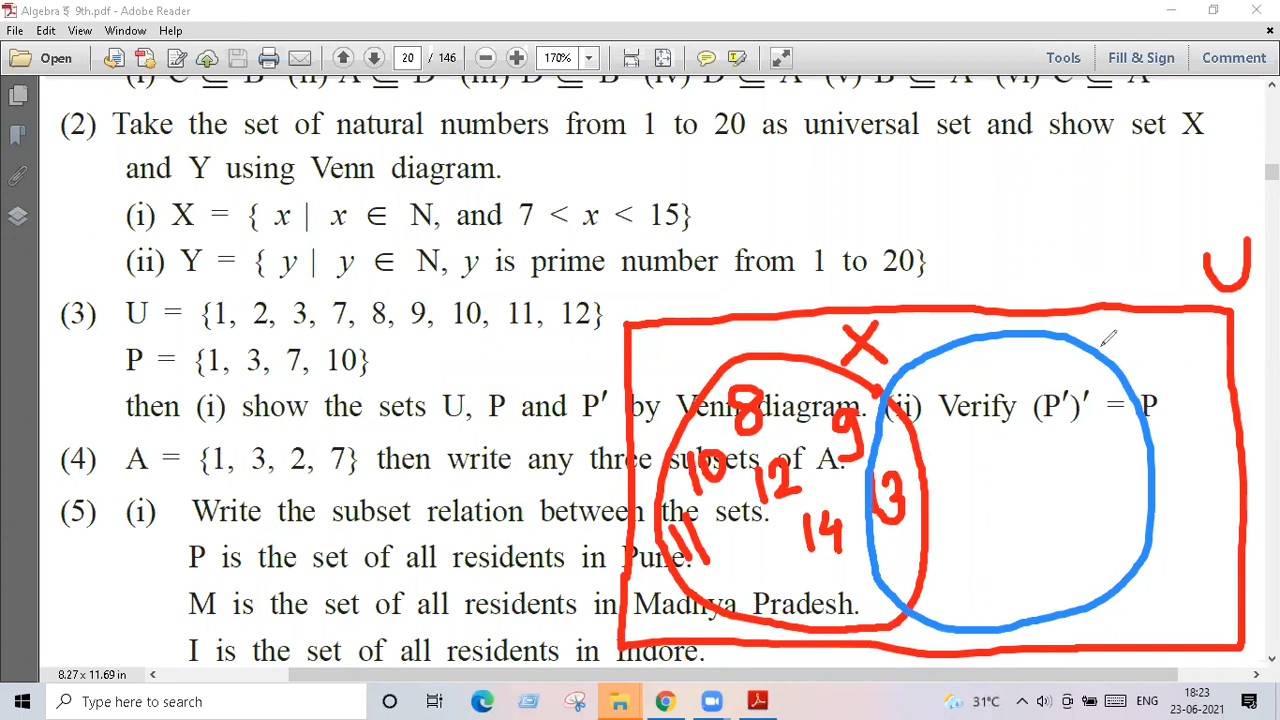 Algebra इ 9th.pdf - Adobe Reader
File Edit View Window Help
Open 20 / 146 170% Tools Fill & Sign Comment
(i) C ⊆ B (ii) A ⊆ D (iii) D ⊆ B (iv) D ⊆ A (v) B ⊆ A (vi) C ⊆ A
(2) Take the set of natural numbers from 1 to 20 as universal set and show set X
and Y using Venn diagram.
(i) X = { x | x ∈ N, and 7 < x < 15}
(ii) Y = { y | y ∈ N, y is prime number from 1 to 20}
U
(3) U = {1, 2, 3, 7, 8, 9, 10, 11, 12}
X
P = {1, 3, 7, 10}
then (i) show the sets U, P and P′ by Venn diagram. (ii) Verify (P′)′ = P
8 9
(4) A = {1, 3, 2, 7} then write any three subsets of A.
10 12 13
(5) (i) Write the subset relation between the sets.
11 14
P is the set of all residents in Pune.
M is the set of all residents in Madhya Pradesh.
I is the set of all residents in Indore.
8.27 x 11.69 in
Type here to search 31°C ENG 18:23
23-06-2021